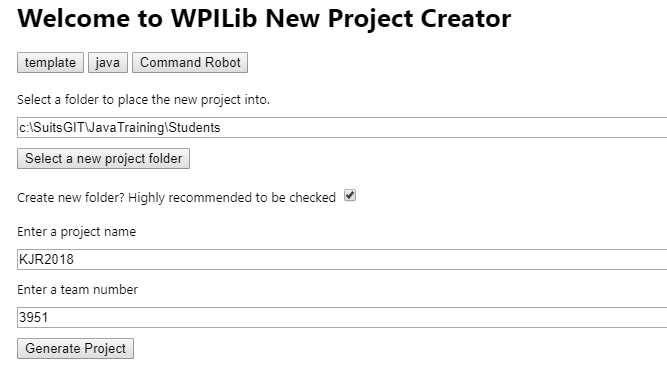 Welcome to WPILib New Project Creator
template java Command Robot
Select a folder to place the new project into.
c:\SuitsGIT\JavaTraining\Students
Select a new project folder
Create new folder? Highly recommended to be checked
Enter a project name
KJR2018
Enter a team number
3951
Generate Project